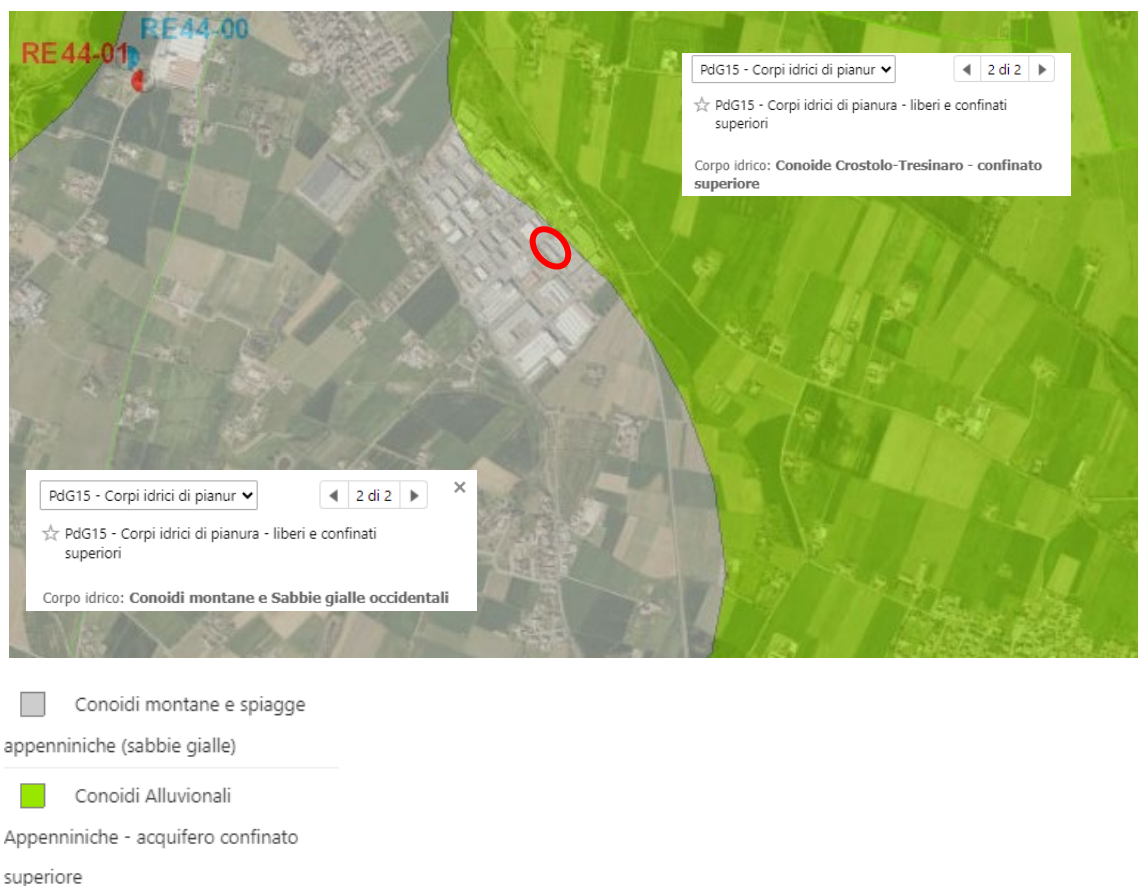 RE44-00
RE44-01
PdG15 - Corpi idrici di pianur
2 di 2
PdG15 - Corpi idrici di pianura - liberi e confinati
superiori
Corpo idrico: Conoide Crostolo-Tresinaro - confinato
superiore
PdG15 - Corpi idrici di pianur
2 di 2
×
PdG15 - Corpi idrici di pianura - liberi e confinati
superiori
Corpo idrico: Conoidi montane e Sabbie gialle occidentali
Conoidi montane e spiagge
appenniniche (sabbie gialle)
Conoidi Alluvionali
Appenniniche - acquifero confinato
superiore